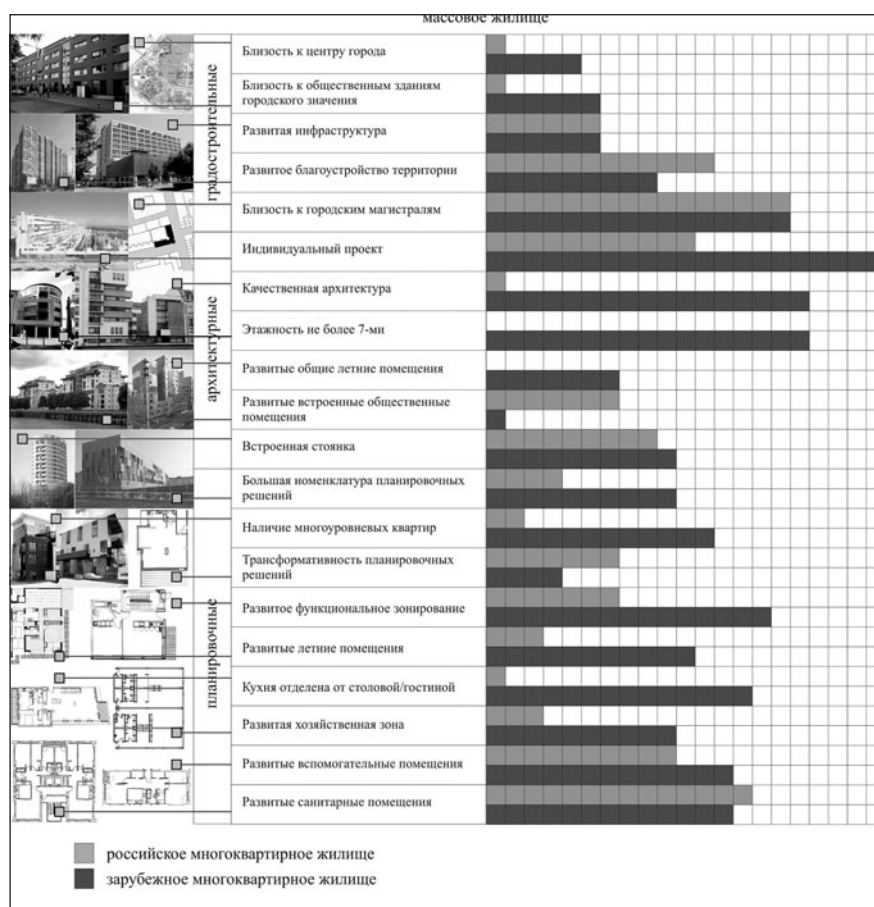 массовое жилище
градостроительные
Близость к центру города
Близость к общественным зданиям
городского значения
Развитая инфраструктура
Развитое благоустройство территории
Близость к городским магистралям
архитектурные
Индивидуальный проект
Качественная архитектура
Этажность не более 7-ми
Развитые общие летние помещения
Развитые встроенные общественные
помещения
Встроенная стоянка
планировочные
Большая номенклатура планировочных
решений
Наличие многоуровневых квартир
Трансформативность планировочных
решений
Развитое функциональное зонирование
Развитые летние помещения
Кухня отделена от столовой/гостиной
Развитая хозяйственная зона
Развитые вспомогательные помещения
Развитые санитарные помещения
российское многоквартирное жилище
зарубежное многоквартирное жилище